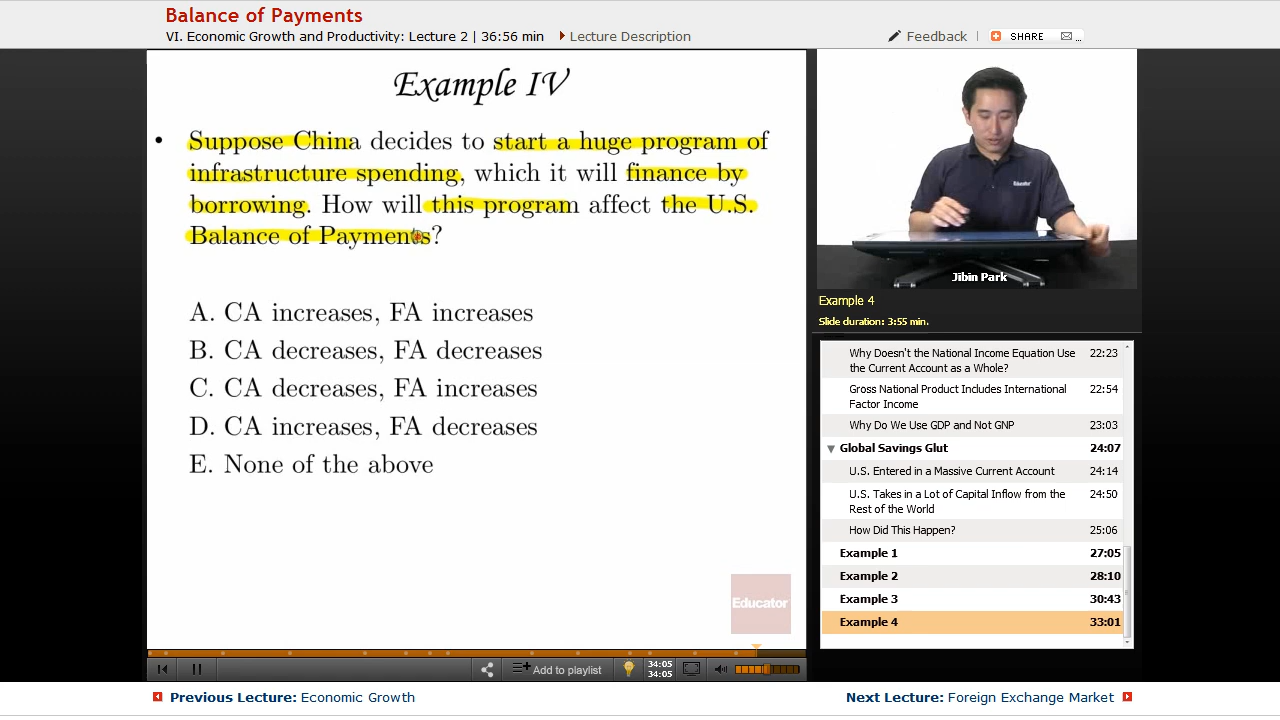 Balance of Payments
VI. Economic Growth and Productivity: Lecture 2 | 36:56 min Lecture Description
Feedback SHARE ...
Example IV
• Suppose China decides to start a huge program of
infrastructure spending, which it will finance by
borrowing. How will this program affect the U.S.
Balance of Payments?
A. CA increases, FA increases
B. CA decreases, FA decreases
C. CA decreases, FA increases
D. CA increases, FA decreases
E. None of the above
Educator
Jibin Park
Example 4
Slide duration: 3:55 min.
Why Doesn't the National Income Equation Use 22:23
the Current Account as a Whole?
Gross National Product Includes International 22:54
Factor Income
Why Do We Use GDP and Not GNP 23:03
Global Savings Glut 24:07
U.S. Entered in a Massive Current Account 24:14
U.S. Takes in a Lot of Capital Inflow from the 24:50
Rest of the World
How Did This Happen? 25:06
Example 1 27:05
Example 2 28:10
Example 3 30:43
Example 4 33:01
Add to playlist
34:05
34:05
Previous Lecture: Economic Growth
Next Lecture: Foreign Exchange Market